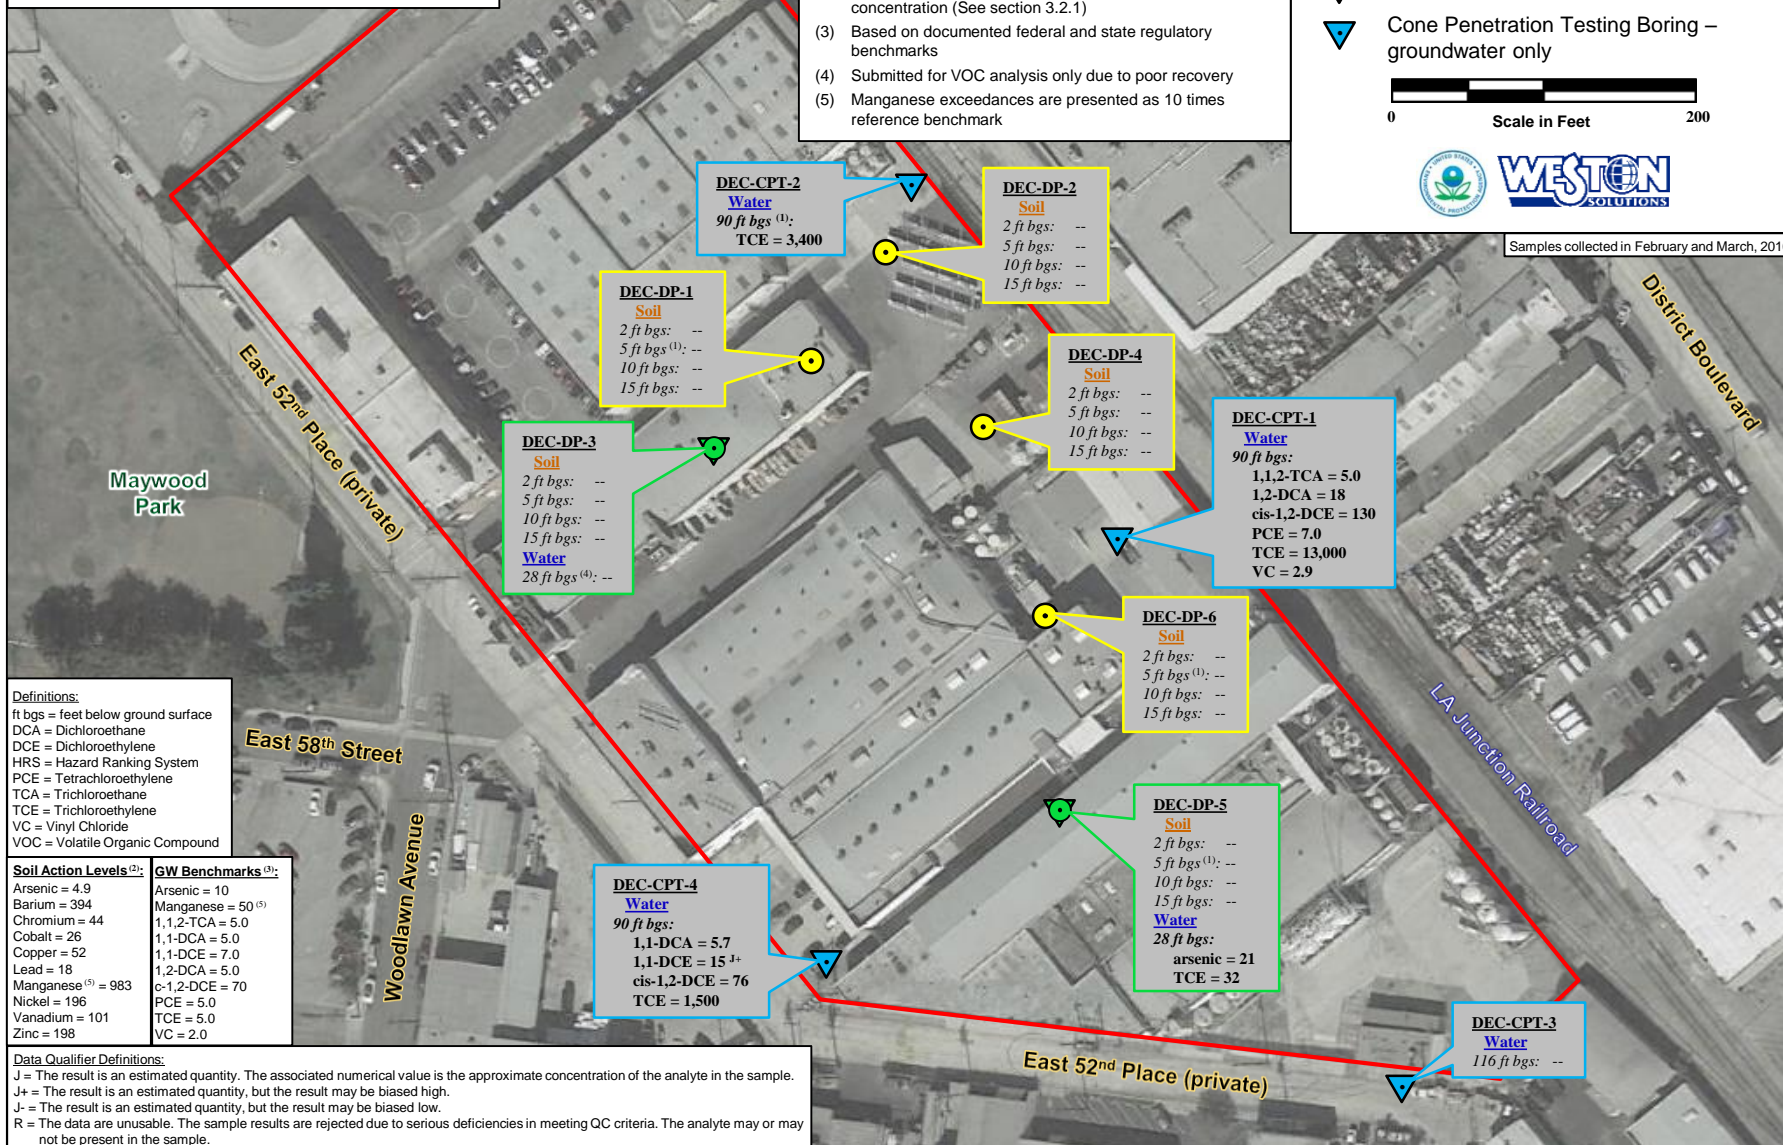 concentration (See section 3.2.1)
(3) Based on documented federal and state regulatory
benchmarks
(4) Submitted for VOC analysis only due to poor recovery
(5) Manganese exceedances are presented as 10 times
reference benchmark
Cone Penetration Testing Boring –
groundwater only
0 200
Scale in Feet
WESTON
SOLUTIONS
Samples collected in February and March,
DEC-CPT-2
Water
90 ft bgs (1):
TCE = 3,400
DEC-DP-2
Soil
2 ft bgs: --
5 ft bgs: --
10 ft bgs: --
15 ft bgs: --
DEC-DP-1
Soil
2 ft bgs: --
5 ft bgs (1): --
10 ft bgs: --
15 ft bgs: --
DEC-DP-4
Soil
2 ft bgs: --
5 ft bgs: --
10 ft bgs: --
15 ft bgs: --
DEC-DP-3
Soil
2 ft bgs: --
5 ft bgs: --
10 ft bgs: --
15 ft bgs: --
Water
28 ft bgs (4): --
DEC-CPT-1
Water
90 ft bgs:
1,1,2-TCA = 5.0
1,2-DCA = 18
cis-1,2-DCE = 130
PCE = 7.0
TCE = 13,000
VC = 2.9
DEC-DP-6
Soil
2 ft bgs: --
5 ft bgs (1): --
10 ft bgs: --
15 ft bgs: --
DEC-DP-5
Soil
2 ft bgs: --
5 ft bgs (1): --
10 ft bgs: --
15 ft bgs: --
Water
28 ft bgs:
arsenic = 21
TCE = 32
DEC-CPT-4
Water
90 ft bgs:
1,1-DCA = 5.7
1,1-DCE = 15 J+
cis-1,2-DCE = 76
TCE = 1,500
DEC-CPT-3
Water
116 ft bgs: --
District Boulevard
LA Junction Railroad
East 52nd Place (private)
Maywood
Park
East 58th Street
Woodlawn Avenue
East 52nd Place (private)
Definitions:
ft bgs = feet below ground surface
DCA = Dichloroethane
DCE = Dichloroethylene
HRS = Hazard Ranking System
PCE = Tetrachloroethylene
TCA = Trichloroethane
TCE = Trichloroethylene
VC = Vinyl Chloride
VOC = Volatile Organic Compound
Soil Action Levels (2):
Arsenic = 4.9
Barium = 394
Chromium = 44
Cobalt = 26
Copper = 52
Lead = 18
Manganese (5) = 983
Nickel = 196
Vanadium = 101
Zinc = 198
GW Benchmarks (3):
Arsenic = 10
Manganese = 50 (5)
1,1,2-TCA = 5.0
1,1-DCA = 5.0
1,1-DCE = 7.0
1,2-DCA = 5.0
c-1,2-DCE = 70
PCE = 5.0
TCE = 5.0
VC = 2.0
Data Qualifier Definitions:
J = The result is an estimated quantity. The associated numerical value is the approximate concentration of the analyte in the sample.
J+ = The result is an estimated quantity, but the result may be biased high.
J- = The result is an estimated quantity, but the result may be biased low.
R = The data are unusable. The sample results are rejected due to serious deficiencies in meeting QC criteria. The analyte may or may
not be present in the sample.